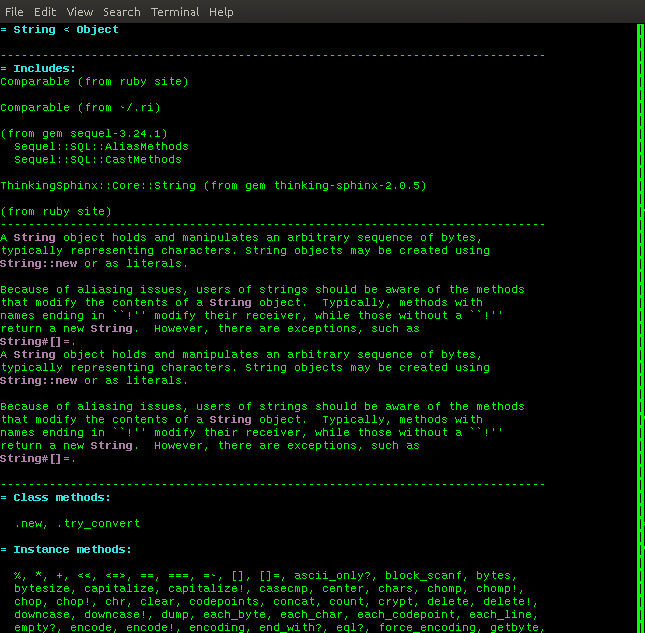 File Edit View Search Terminal Help
= String < Object
------------------------------------------------------------------------------
= Includes:
Comparable (from ruby site)
Comparable (from ~/.ri)
(from gem sequel-3.24.1)
  Sequel::SQL::AliasMethods
  Sequel::SQL::CastMethods
ThinkingSphinx::Core::String (from gem thinking-sphinx-2.0.5)
(from ruby site)
------------------------------------------------------------------------------
A String object holds and manipulates an arbitrary sequence of bytes,
typically representing characters. String objects may be created using
String::new or as literals.
Because of aliasing issues, users of strings should be aware of the methods
that modify the contents of a String object.  Typically, methods with
names ending in ``!'' modify their receiver, while those without a ``!''
return a new String.  However, there are exceptions, such as
String#[]=.
A String object holds and manipulates an arbitrary sequence of bytes,
typically representing characters. String objects may be created using
String::new or as literals.
Because of aliasing issues, users of strings should be aware of the methods
that modify the contents of a String object.  Typically, methods with
names ending in ``!'' modify their receiver, while those without a ``!''
return a new String.  However, there are exceptions, such as
String#[]=.
------------------------------------------------------------------------------
= Class methods:
  .new, .try_convert
= Instance methods:
  %, *, +, <<, <=>, ==, ===, =~, [], []=, ascii_only?, block_scanf, bytes,
  bytesize, capitalize, capitalize!, casecmp, center, chars, chomp, chomp!,
  chop, chop!, chr, clear, codepoints, concat, count, crypt, delete, delete!,
  downcase, downcase!, dump, each_byte, each_char, each_codepoint, each_line,
  empty?, encode, encode!, encoding, end_with?, eql?, force_encoding, getbyte,